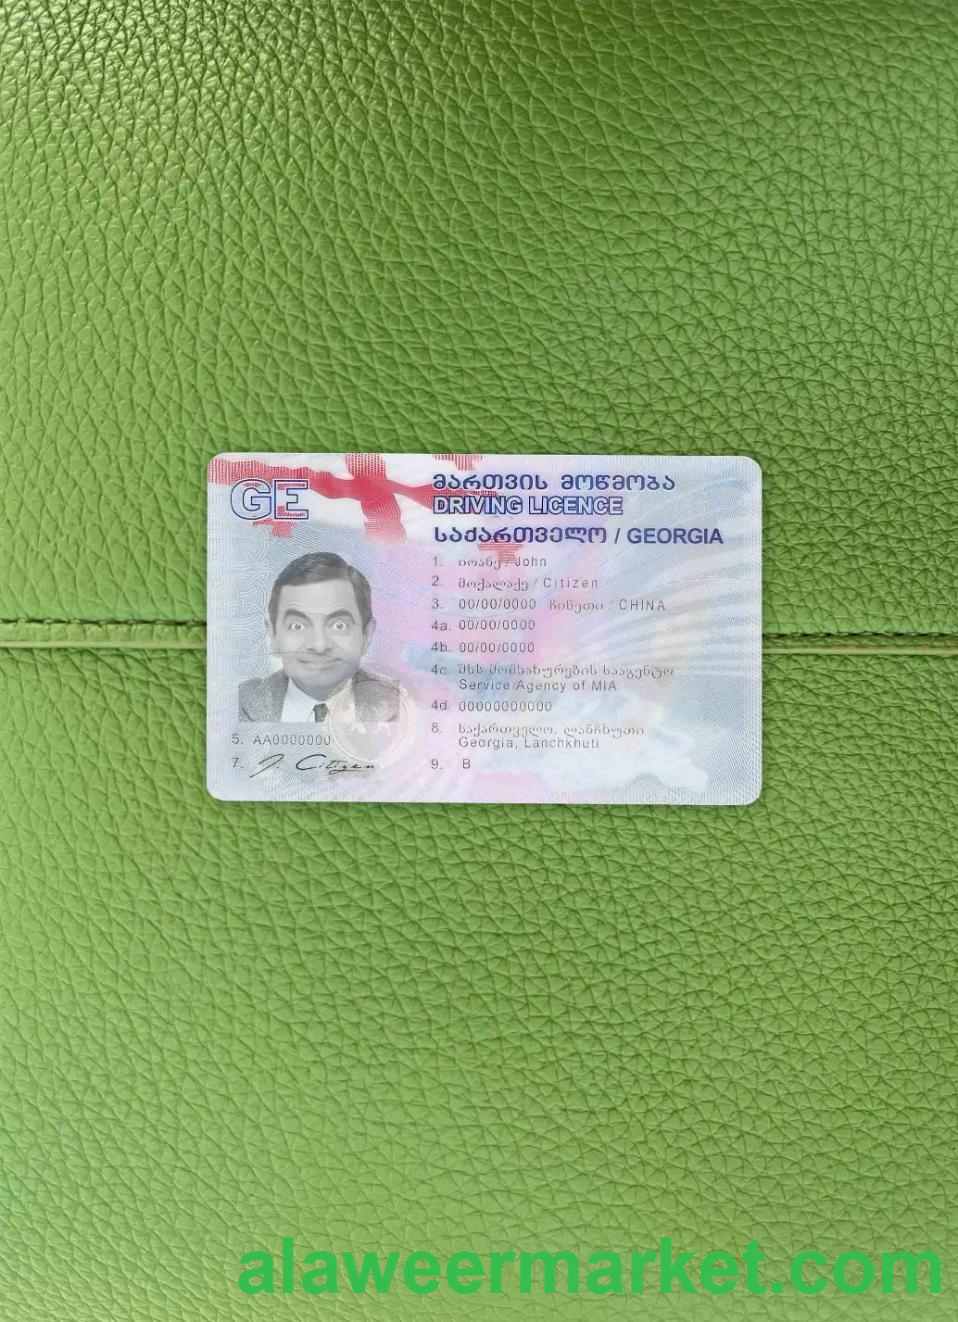 GE
ᲛᲐᲠᲗᲕᲘᲡ ᲛᲝᲬᲛᲝᲑᲐ
DRIVING LICENCE
ᲡᲐᲥᲐᲠᲗᲕᲔᲚᲝ / GEORGIA
1. იოანე / John
2. მოქალაქე / Citizen
3. 00/00/0000 ჩინეთი / CHINA
4a. 00/00/0000
4b. 00/00/0000
4c. შსს მომსახურების სააგენტო
Service Agency of MIA
4d. 00000000000
8. საქართველო, ლანჩხუთი
Georgia, Lanchkhuti
9. B
5. AA0000000
7. J. Citizen
alaweermarket.com